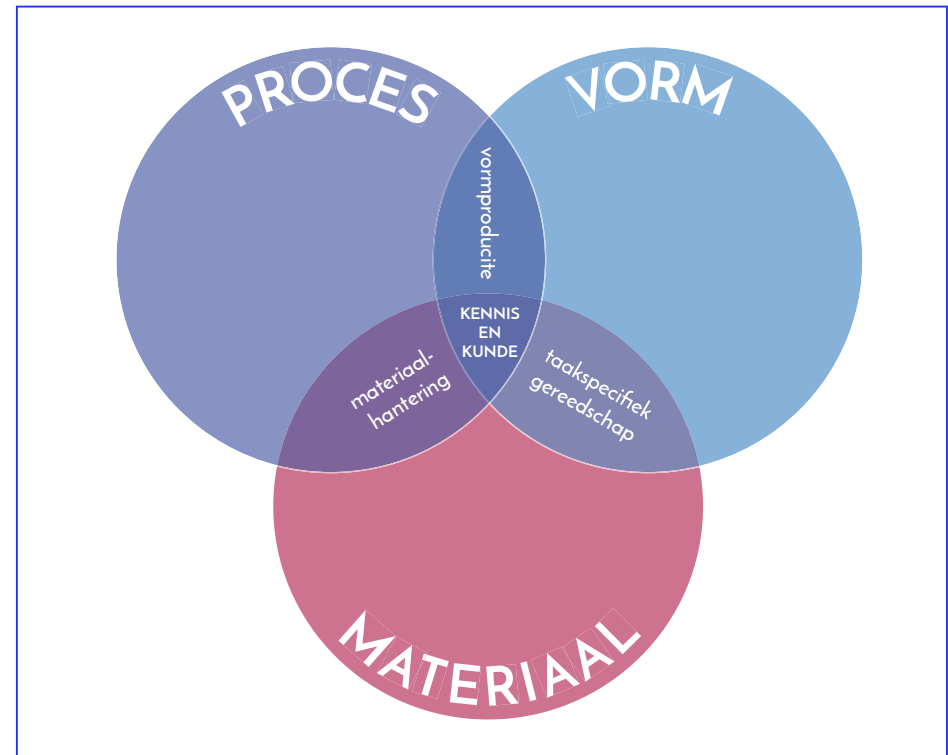 PROCES
VORM
vormproducite
KENNIS
EN
KUNDE
materiaal-
hantering
taakspecifiek
gereedschap
MATERIAAL